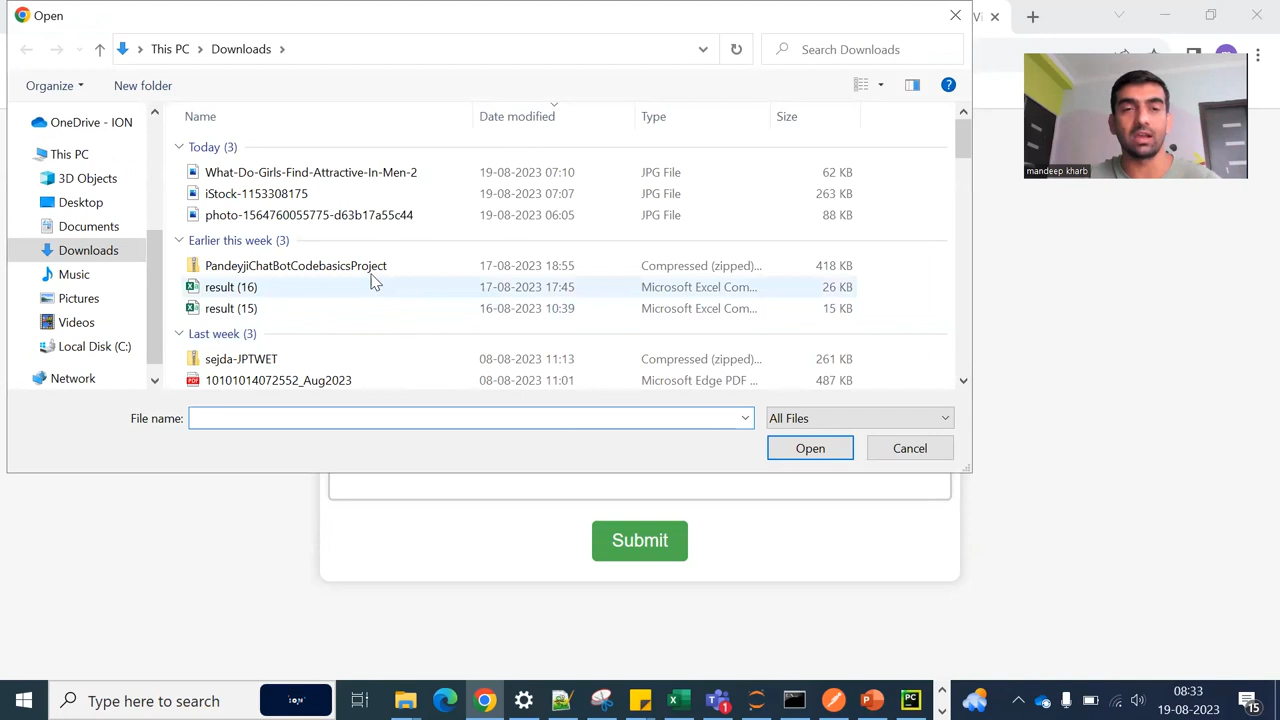 Open
Vi
This PC > Downloads >
Search Downloads
Organize
New folder
Name
Date modified
Type
Size
OneDrive - ION
This PC
3D Objects
Desktop
Documents
Downloads
Music
Pictures
Videos
Local Disk (C:)
Network
Today (3)
What-Do-Girls-Find-Attractive-In-Men-2 19-08-2023 07:10 JPG File 62 KB
iStock-1153308175 19-08-2023 07:07 JPG File 263 KB
photo-1564760055775-d63b17a55c44 19-08-2023 06:05 JPG File 88 KB
Earlier this week (3)
PandeyjiChatBotCodebasicsProject 17-08-2023 18:55 Compressed (zipped)... 418 KB
result (16) 17-08-2023 17:45 Microsoft Excel Com... 26 KB
result (15) 16-08-2023 10:39 Microsoft Excel Com... 15 KB
Last week (3)
sejda-JPTWET 08-08-2023 11:13 Compressed (zipped)... 261 KB
10101014072552_Aug2023 08-08-2023 11:01 Microsoft Edge PDF ... 487 KB
File name:
All Files
Open
Cancel
mandeep kharb
Submit
Type here to search
08:33
19-08-2023
15